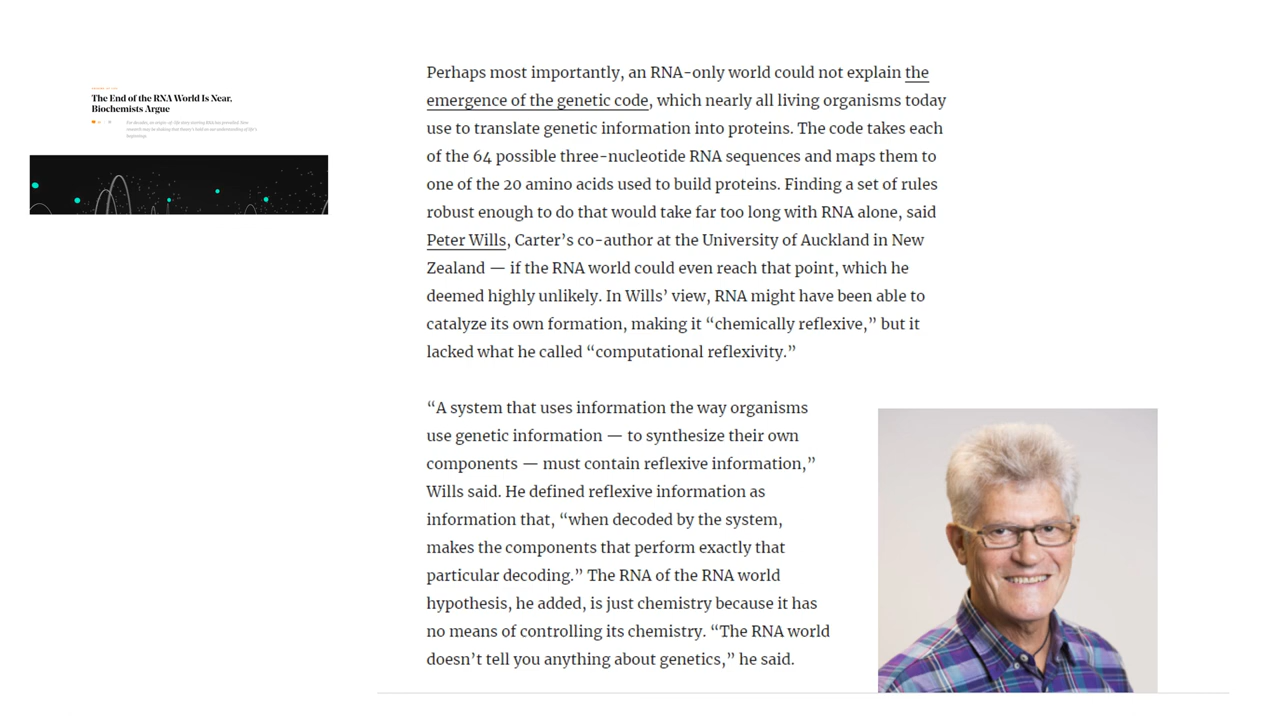 The End of the RNA World Is Near,
Biochemists Argue
For decades, an origin-of-life story starring RNA has prevailed. New
research may be shaking that theory's hold on our understanding of life's
beginnings.
Perhaps most importantly, an RNA-only world could not explain the
emergence of the genetic code, which nearly all living organisms today
use to translate genetic information into proteins. The code takes each
of the 64 possible three-nucleotide RNA sequences and maps them to
one of the 20 amino acids used to build proteins. Finding a set of rules
robust enough to do that would take far too long with RNA alone, said
Peter Wills, Carter’s co-author at the University of Auckland in New
Zealand — if the RNA world could even reach that point, which he
deemed highly unlikely. In Wills’ view, RNA might have been able to
catalyze its own formation, making it “chemically reflexive,” but it
lacked what he called “computational reflexivity.”
“A system that uses information the way organisms
use genetic information — to synthesize their own
components — must contain reflexive information,”
Wills said. He defined reflexive information as
information that, “when decoded by the system,
makes the components that perform exactly that
particular decoding.” The RNA of the RNA world
hypothesis, he added, is just chemistry because it has
no means of controlling its chemistry. “The RNA world
doesn’t tell you anything about genetics,” he said.